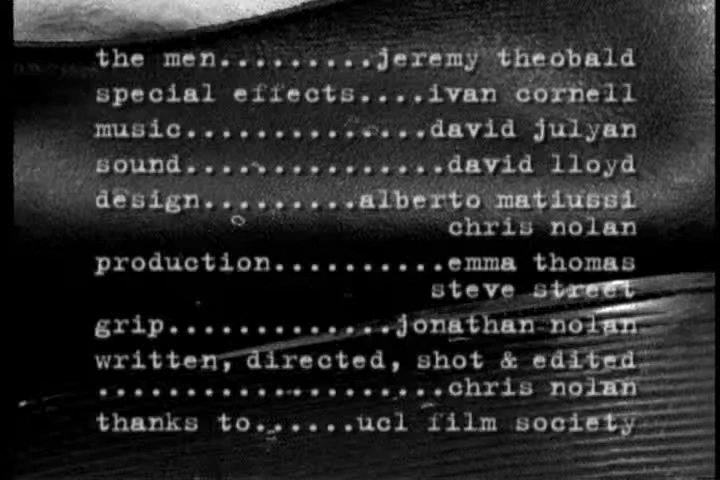 the men.........jeremy theobald
special effects....ivan cornell
music..............david julyan
sound...............david lloyd
design.........alberto matiussi
chris nolan
production..........emma thomas
steve street
grip.............jonathan nolan
written, directed, shot & edited
....................chris nolan
thanks to......ucl film society